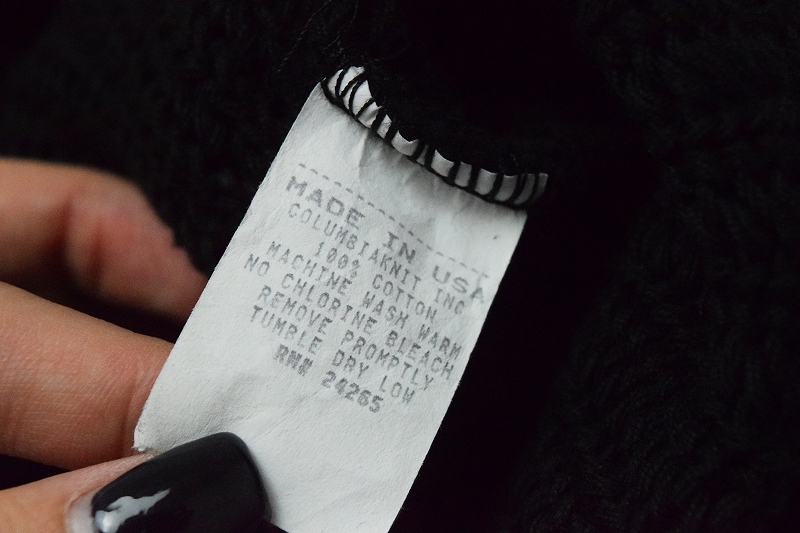 MADE IN USA
COLUMBIAKNIT INC
100% COTTON
MACHINE WASH WARM
NO CHLORINE BLEACH
REMOVE PROMPTLY
TUMBLE DRY LOW
RN# 24265